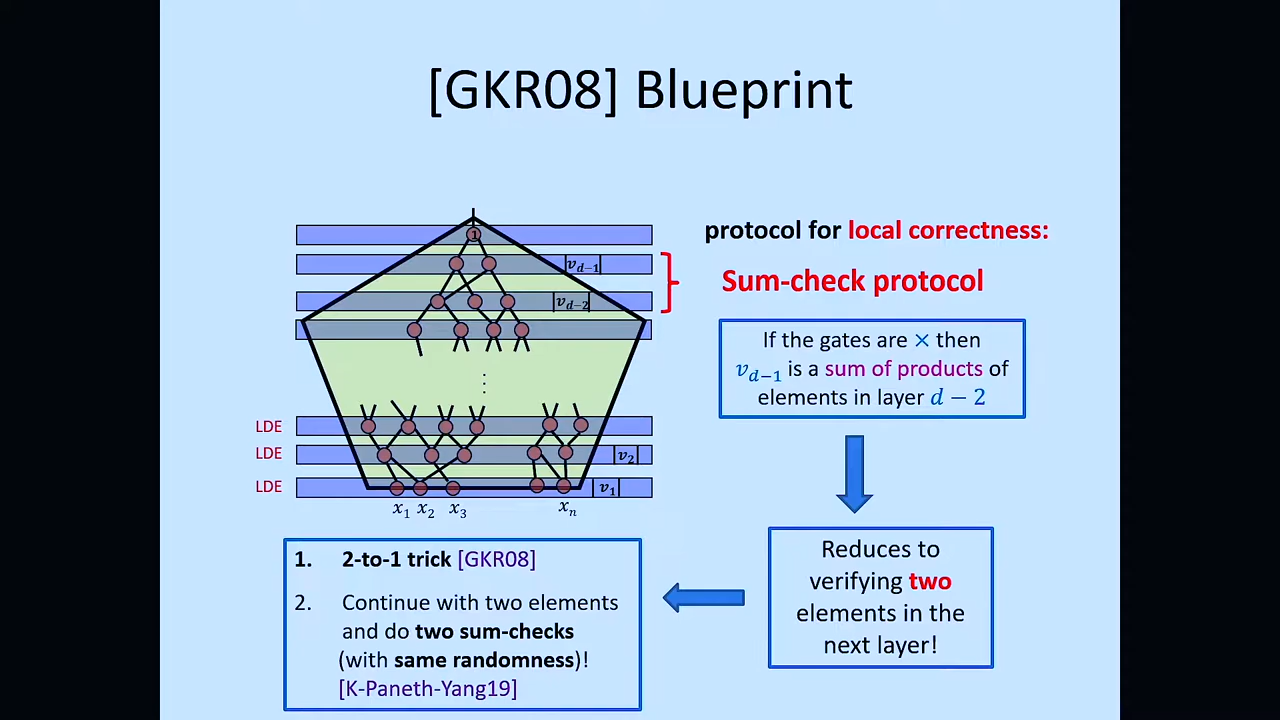 [GKR08] Blueprint
protocol for local correctness:
Sum-check protocol
1
v_{d−1}
v_{d−2}
If the gates are × then
v_{d−1} is a sum of products of
elements in layer d − 2
LDE
LDE
v_2
LDE
v_1
x_1 x_2 x_3 x_n
Reduces to
verifying two
elements in the
next layer!
1. 2-to-1 trick [GKR08]
2. Continue with two elements
and do two sum-checks
(with same randomness)!
[K-Paneth-Yang19]